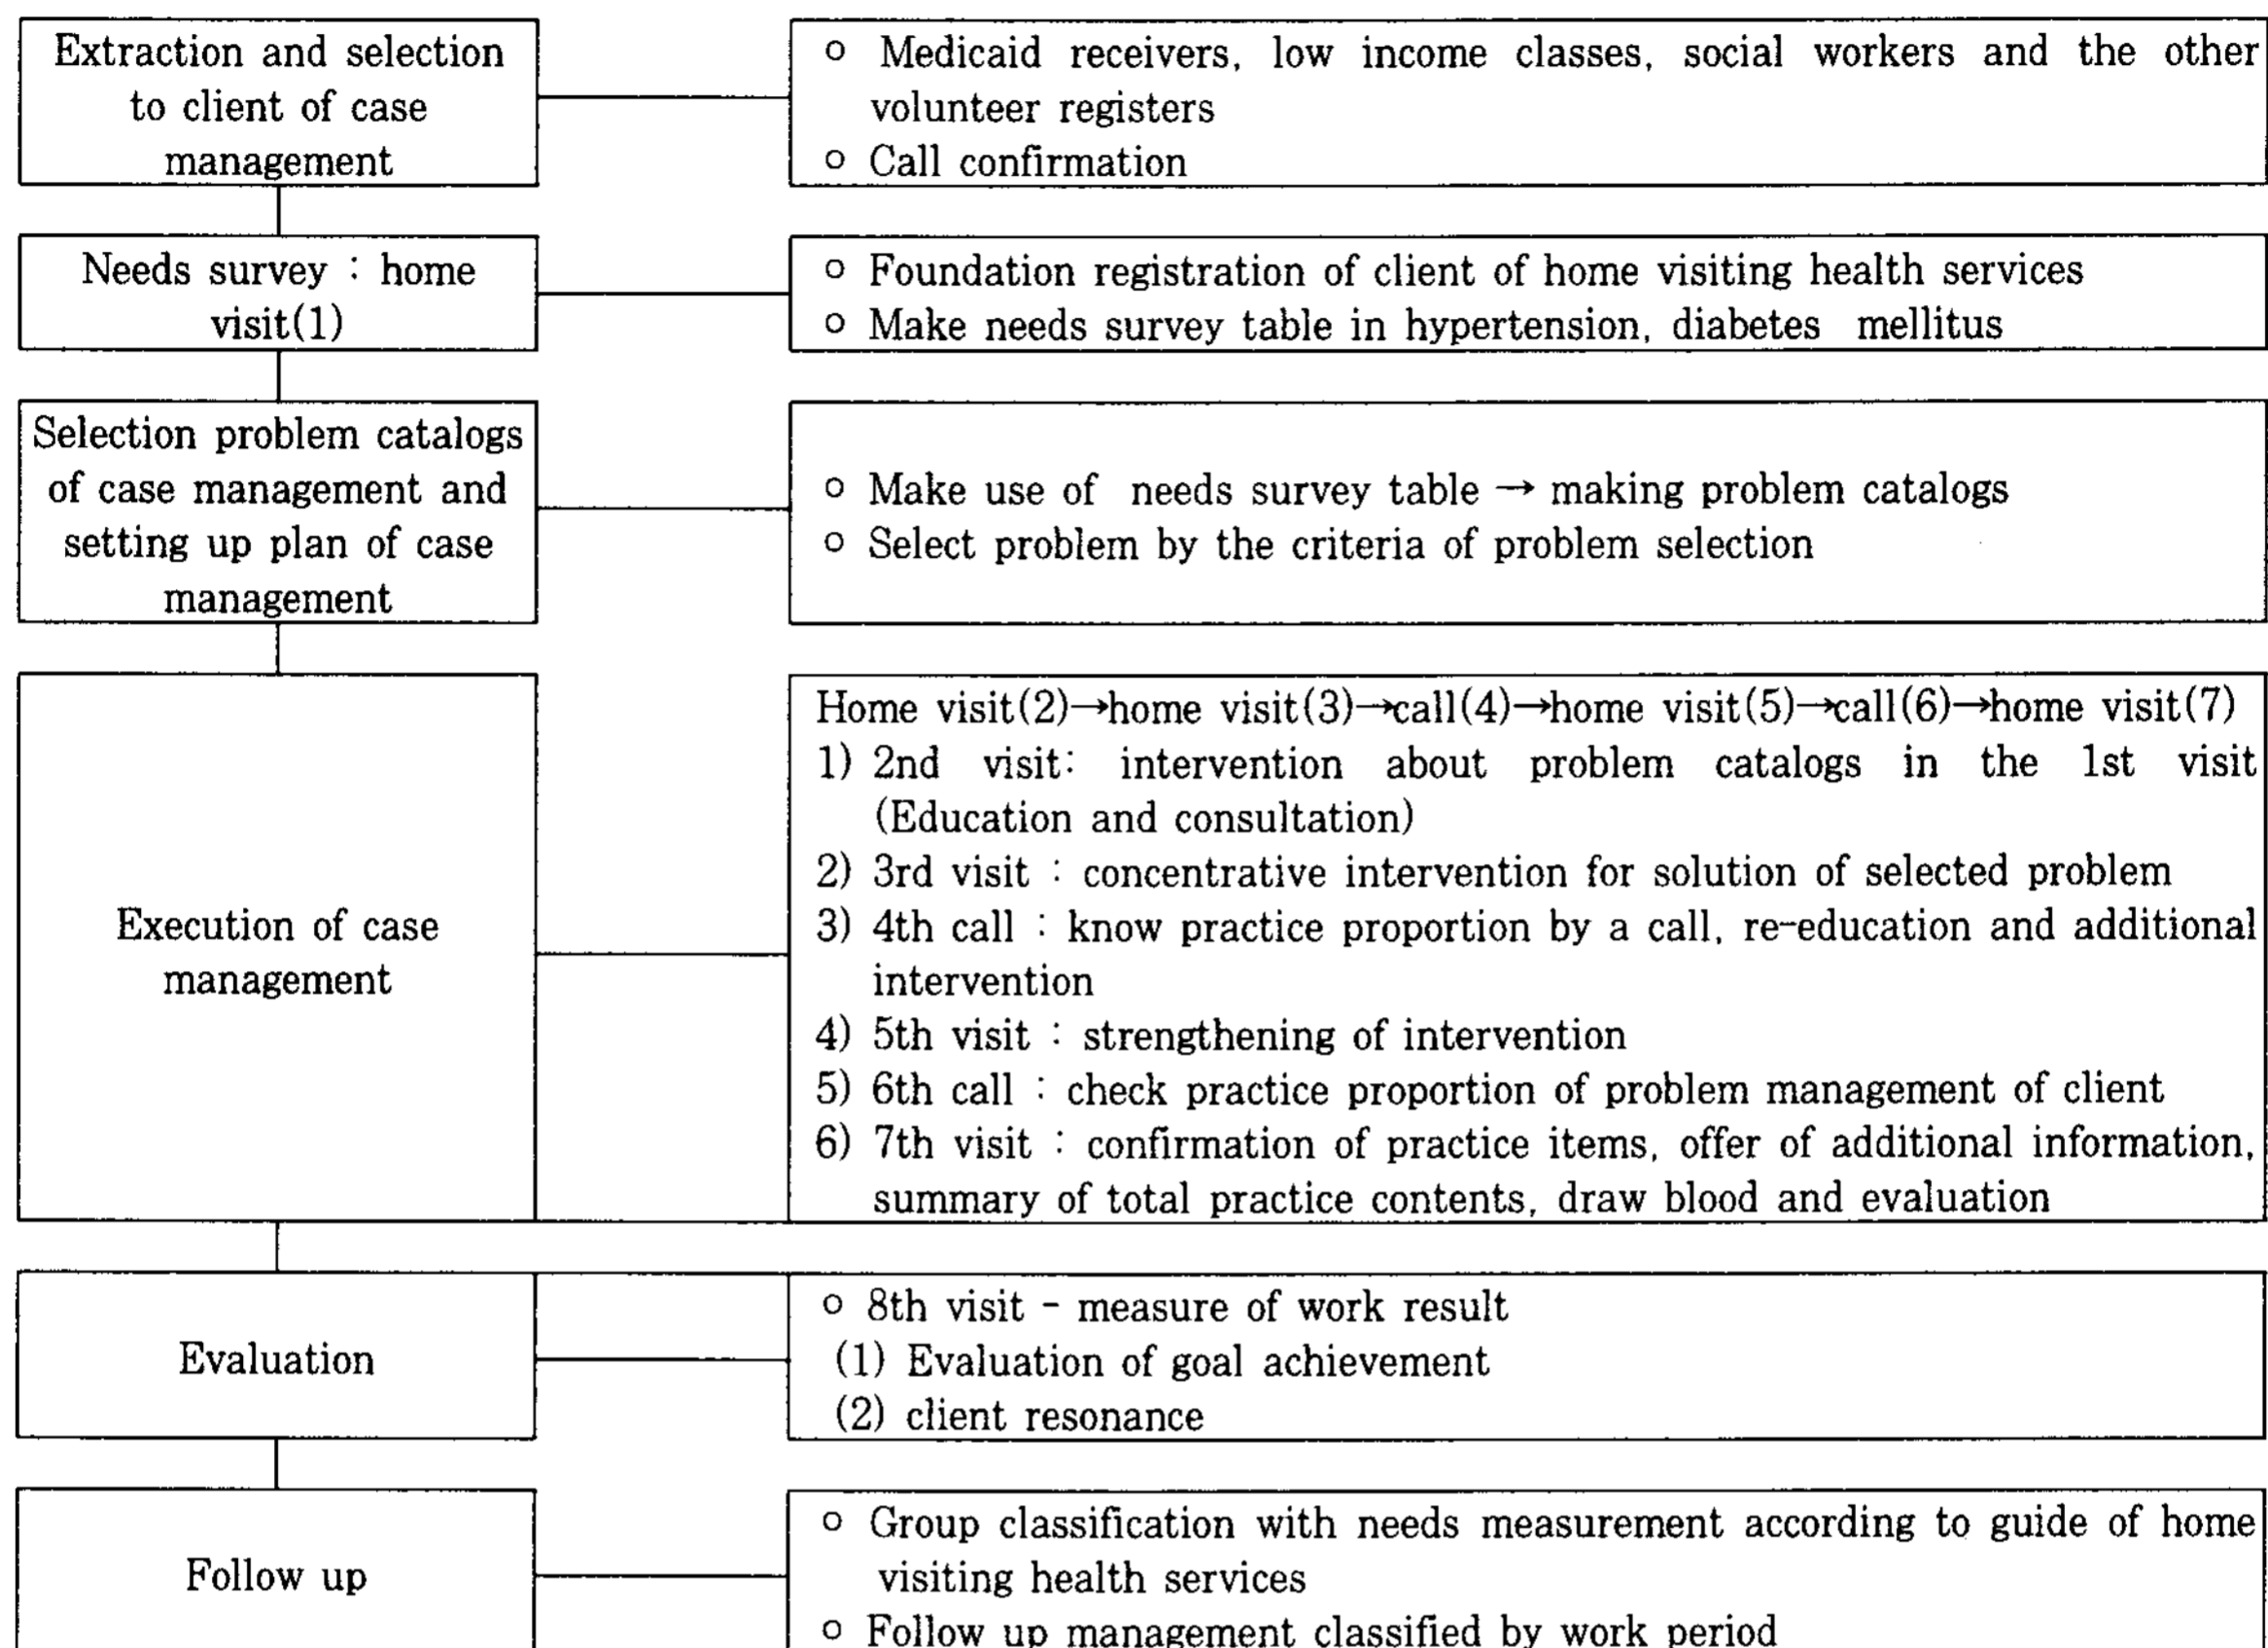 Extraction and selection
to client of case
management
o Medicaid receivers, low income classes, social workers and the other
volunteer registers
o Call confirmation
Needs survey : home
visit(1)
o Foundation registration of client of home visiting health services
o Make needs survey table in hypertension, diabetes mellitus
Selection problem catalogs
of case management and
setting up plan of case
management
o Make use of needs survey table → making problem catalogs
o Select problem by the criteria of problem selection
Execution of case
management
Home visit(2)→home visit(3)→call(4)→home visit(5)→call(6)→home visit(7)
1) 2nd visit: intervention about problem catalogs in the 1st visit
(Education and consultation)
2) 3rd visit : concentrative intervention for solution of selected problem
3) 4th call : know practice proportion by a call, re-education and additional
intervention
4) 5th visit : strengthening of intervention
5) 6th call : check practice proportion of problem management of client
6) 7th visit : confirmation of practice items, offer of additional information,
summary of total practice contents, draw blood and evaluation
Evaluation
o 8th visit - measure of work result
(1) Evaluation of goal achievement
(2) client resonance
Follow up
o Group classification with needs measurement according to guide of home
visiting health services
o Follow up management classified by work period